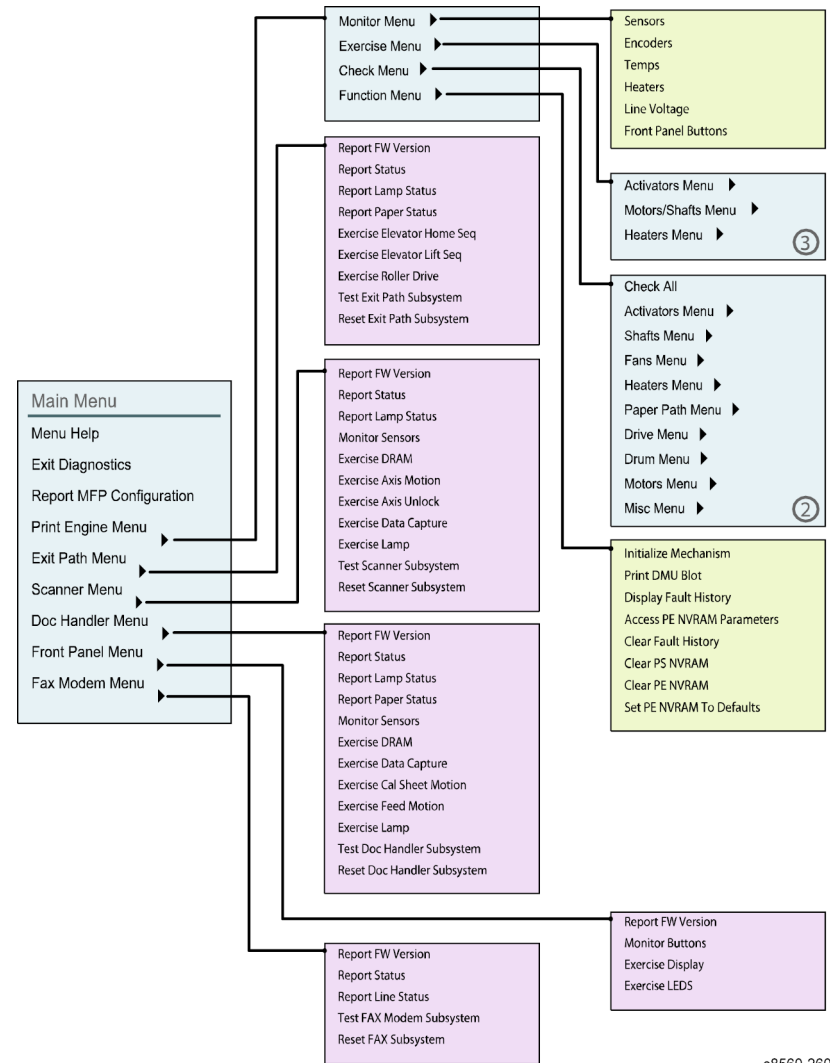 Main Menu
Menu Help
Exit Diagnostics
Report MFP Configuration
Print Engine Menu
Exit Path Menu
Scanner Menu
Doc Handler Menu
Front Panel Menu
Fax Modem Menu
Monitor Menu
Exercise Menu
Check Menu
Function Menu
Report FW Version
Report Status
Report Lamp Status
Report Paper Status
Exercise Elevator Home Seq
Exercise Elevator Lift Seq
Exercise Roller Drive
Test Exit Path Subsystem
Reset Exit Path Subsystem
Report FW Version
Report Status
Report Lamp Status
Monitor Sensors
Exercise DRAM
Exercise Axis Motion
Exercise Axis Unlock
Exercise Data Capture
Exercise Lamp
Test Scanner Subsystem
Reset Scanner Subsystem
Report FW Version
Report Status
Report Lamp Status
Report Paper Status
Monitor Sensors
Exercise DRAM
Exercise Data Capture
Exercise Cal Sheet Motion
Exercise Feed Motion
Exercise Lamp
Test Doc Handler Subsystem
Reset Doc Handler Subsystem
Report FW Version
Report Status
Report Line Status
Test FAX Modem Subsystem
Reset FAX Subsystem
Sensors
Encoders
Temps
Heaters
Line Voltage
Front Panel Buttons
Activators Menu
Motors/Shafts Menu
Heaters Menu
3
Check All
Activators Menu
Shafts Menu
Fans Menu
Heaters Menu
Paper Path Menu
Drive Menu
Drum Menu
Motors Menu
Misc Menu
2
Initialize Mechanism
Print DMU Blot
Display Fault History
Access PE NVRAM Parameters
Clear Fault History
Clear PS NVRAM
Clear PE NVRAM
Set PE NVRAM To Defaults
Report FW Version
Monitor Buttons
Exercise Display
Exercise LEDS